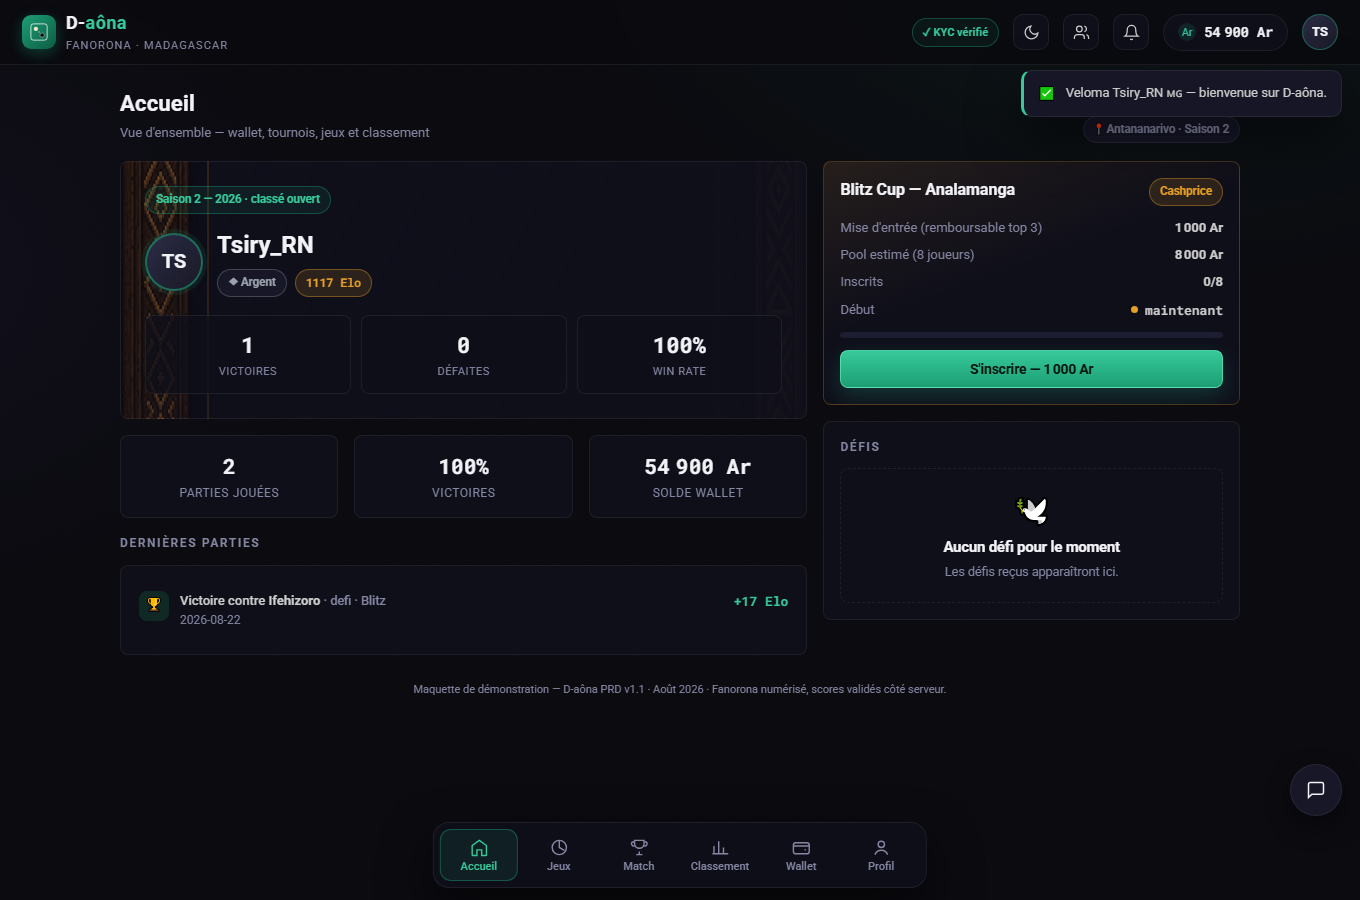 D-aôna
FANORONA · MADAGASCAR
✓ KYC vérifié
Ar 54 900 Ar
TS
Accueil
Vue d'ensemble — wallet, tournois, jeux et classement
✅ Veloma Tsiry_RN MG — bienvenue sur D-aôna.
📍 Antananarivo · Saison 2
Saison 2 — 2026 · classé ouvert
TS
Tsiry_RN
◆ Argent
1117 Elo
1
VICTOIRES
0
DÉFAITES
100%
WIN RATE
2
PARTIES JOUÉES
100%
VICTOIRES
54 900 Ar
SOLDE WALLET
DERNIÈRES PARTIES
Victoire contre Ifehizoro · defi · Blitz
2026-08-22
+17 Elo
Blitz Cup — Analamanga
Cashprice
Mise d'entrée (remboursable top 3) 1 000 Ar
Pool estimé (8 joueurs) 8 000 Ar
Inscrits 0/8
Début maintenant
S'inscrire — 1 000 Ar
DÉFIS
Aucun défi pour le moment
Les défis reçus apparaîtront ici.
Maquette de démonstration — D-aôna PRD v1.1 · Août 2026 · Fanorona numérisé, scores validés côté serveur.
Accueil
Jeux
Match
Classement
Wallet
Profil